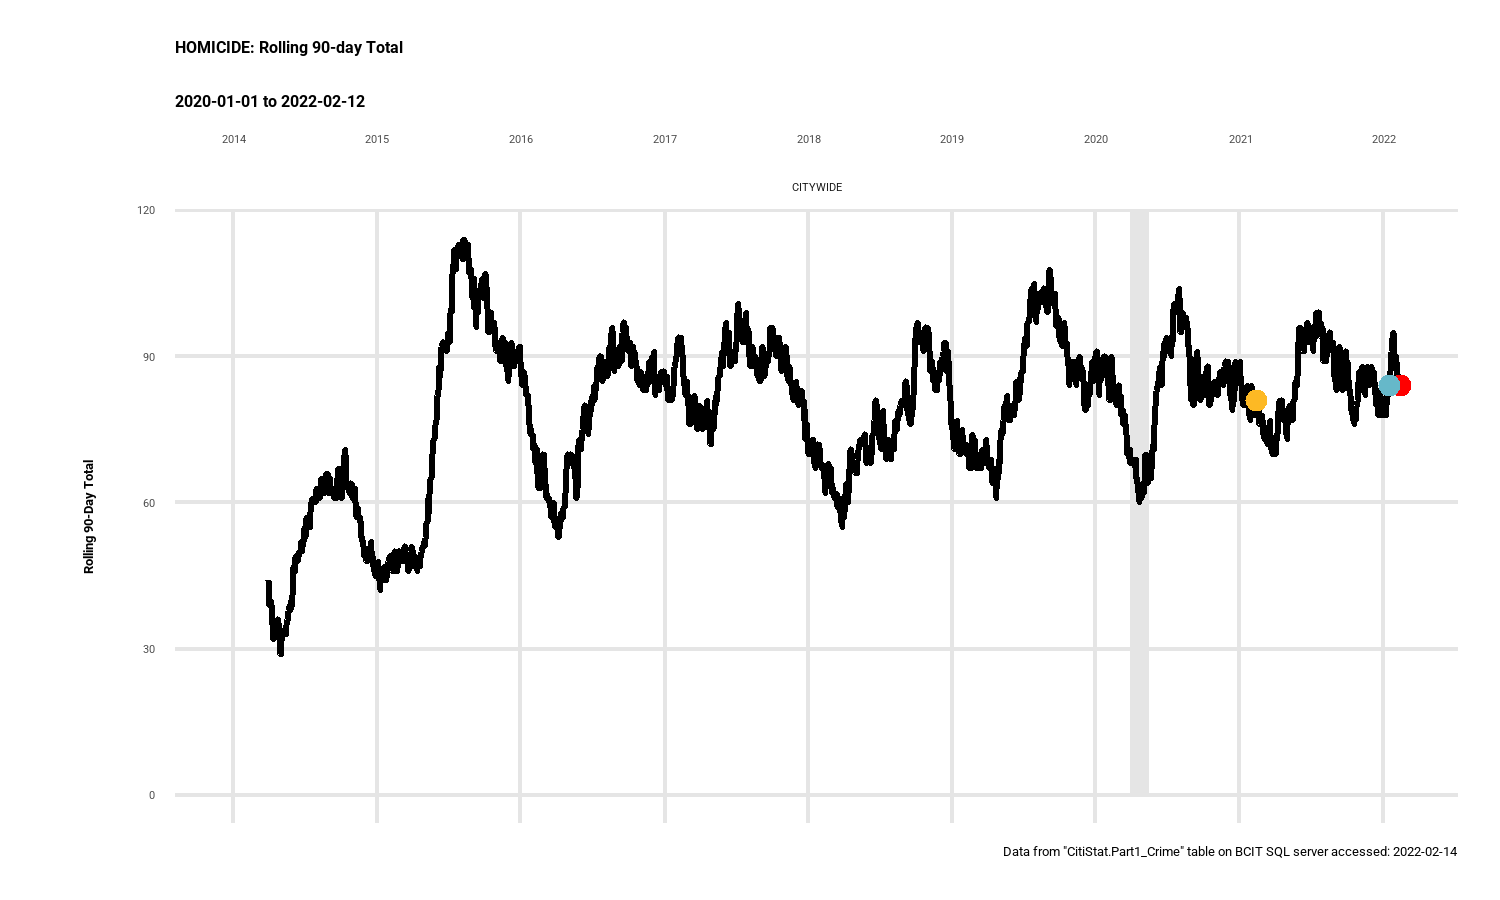 HOMICIDE: Rolling 90-day Total
2020-01-01 to 2022-02-12
2014 2015 2016 2017 2018 2019 2020 2021 2022
CITYWIDE
120
90
60
30
0
Rolling 90-Day Total
Data from "CitiStat.Part1_Crime" table on BCIT SQL server accessed: 2022-02-14